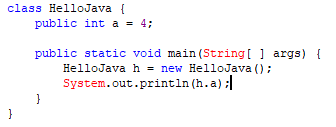 class HelloJava {
    public int a = 4;

    public static void main(String[ ] args) {
        HelloJava h = new HelloJava();
        System.out.println(h.a);
    }
}